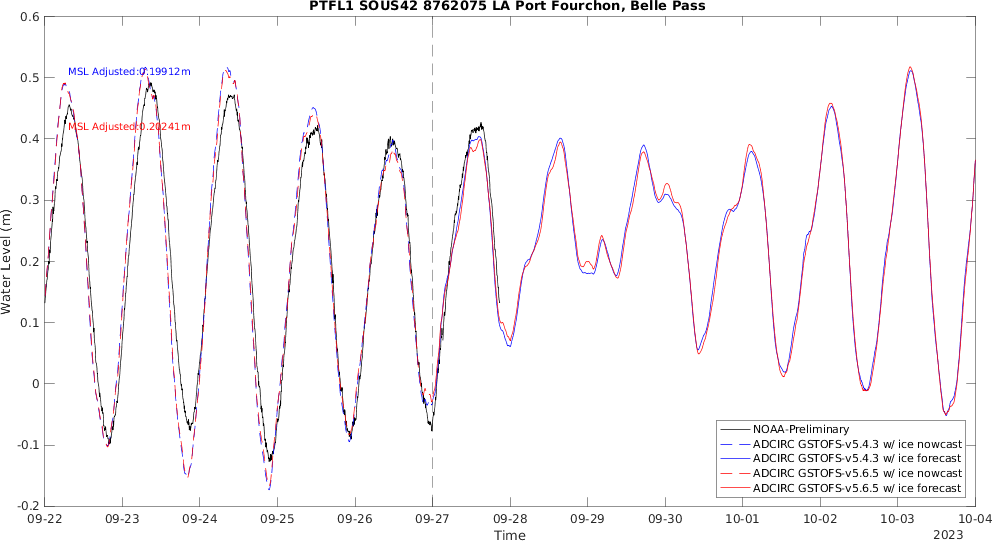 PTFL1 SOUS42 8762075 LA Port Fourchon, Belle Pass
0.6
0.5
0.4
0.3
0.2
0.1
0
-0.1
-0.2
Water Level (m)
MSL Adjusted:0.19912m
MSL Adjusted:0.20241m
NOAA-Preliminary
ADCIRC GSTOFS-v5.4.3 w/ ice nowcast
ADCIRC GSTOFS-v5.4.3 w/ ice forecast
ADCIRC GSTOFS-v5.6.5 w/ ice nowcast
ADCIRC GSTOFS-v5.6.5 w/ ice forecast
09-22 09-23 09-24 09-25 09-26 09-27 09-28 09-29 09-30 10-01 10-02 10-03 10-04
Time
2023